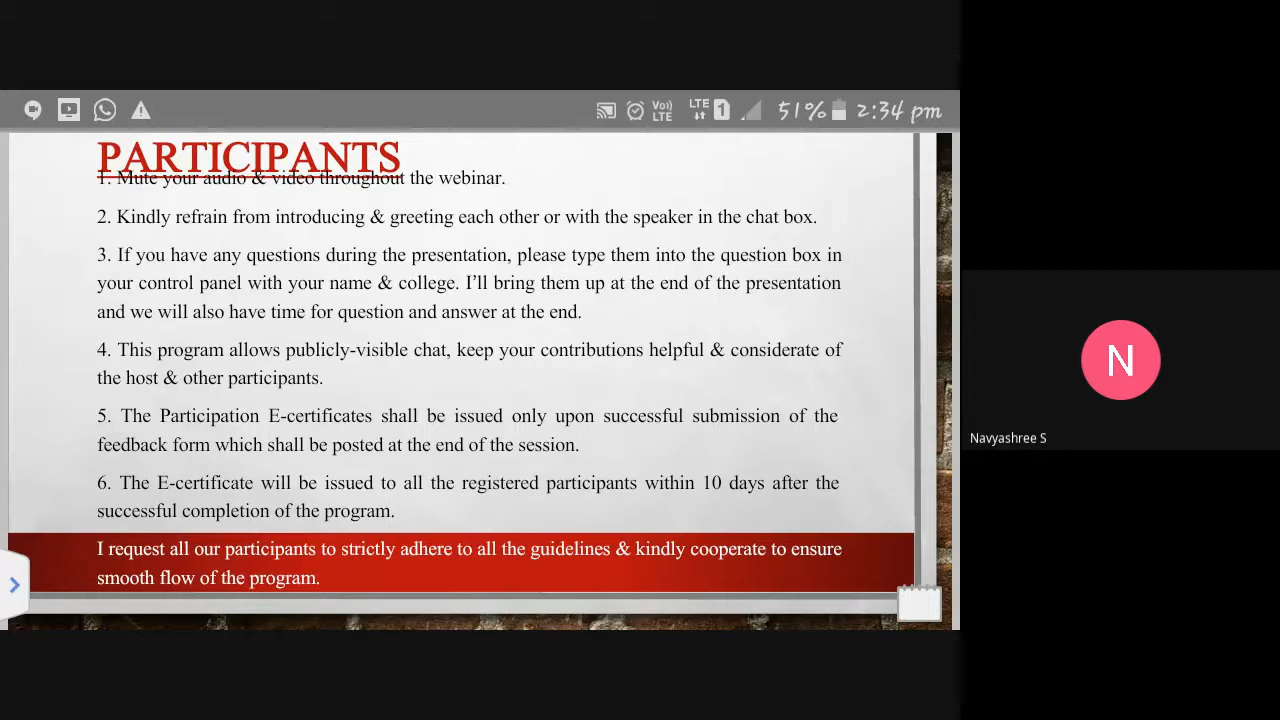 LTE 1 51% 2:34 pm
PARTICIPANTS
1. Mute your audio & video throughout the webinar.
2. Kindly refrain from introducing & greeting each other or with the speaker in the chat box.
3. If you have any questions during the presentation, please type them into the question box in
your control panel with your name & college. I’ll bring them up at the end of the presentation
and we will also have time for question and answer at the end.
4. This program allows publicly-visible chat, keep your contributions helpful & considerate of
the host & other participants.
5. The Participation E-certificates shall be issued only upon successful submission of the
feedback form which shall be posted at the end of the session.
6. The E-certificate will be issued to all the registered participants within 10 days after the
successful completion of the program.
I request all our participants to strictly adhere to all the guidelines & kindly cooperate to ensure
smooth flow of the program.
N
Navyashree S